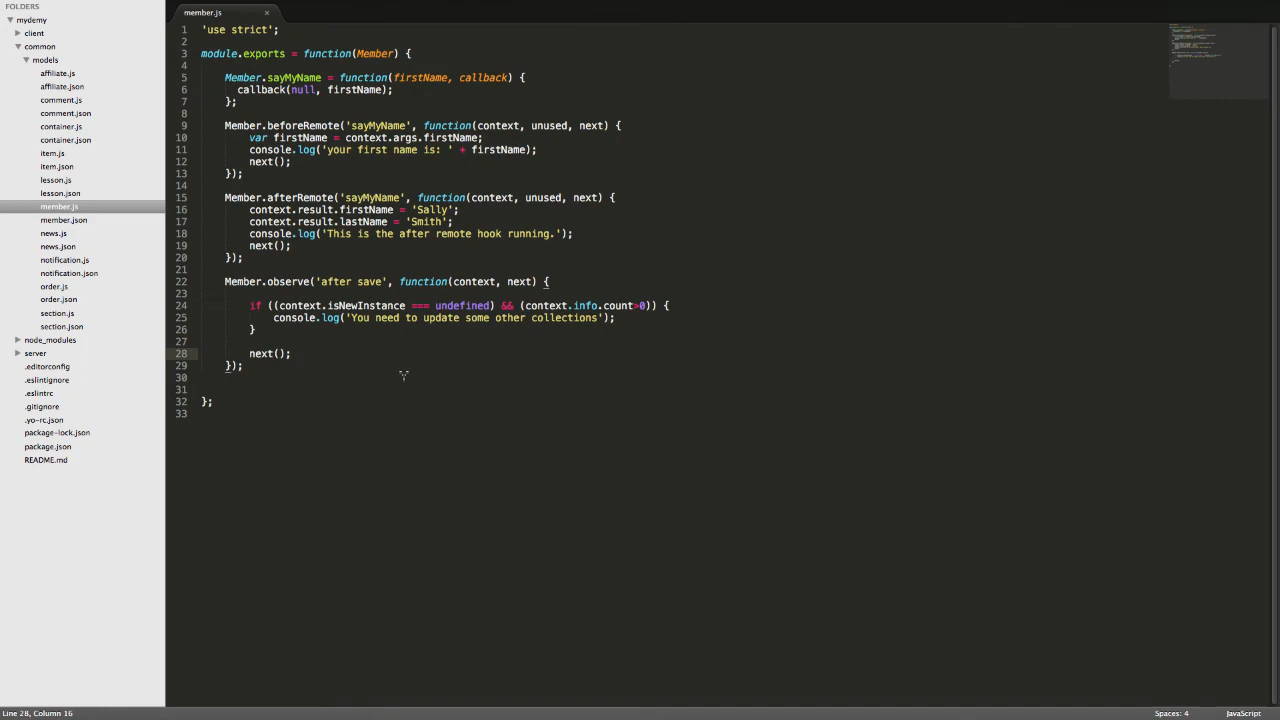 FOLDERS
mydemy
client
common
models
affiliate.js
affiliate.json
comment.js
comment.json
container.js
container.json
item.js
item.json
lesson.js
lesson.json
member.js
member.json
news.js
news.json
notification.js
notification.json
order.js
order.json
section.js
section.json
node_modules
server
.editorconfig
.eslintignore
.eslintrc
.gitignore
.yo-rc.json
package-lock.json
package.json
README.md
member.js ×
1 'use strict';
2
3 module.exports = function(Member) {
4
5 Member.sayMyName = function(firstName, callback) {
6 callback(null, firstName);
7 };
8
9 Member.beforeRemote('sayMyName', function(context, unused, next) {
10 var firstName = context.args.firstName;
11 console.log('your first name is: ' + firstName);
12 next();
13 });
14
15 Member.afterRemote('sayMyName', function(context, unused, next) {
16 context.result.firstName = 'Sally';
17 context.result.lastName = 'Smith';
18 console.log('This is the after remote hook running.');
19 next();
20 });
21
22 Member.observe('after save', function(context, next) {
23
24 if ((context.isNewInstance === undefined) && (context.info.count>0)) {
25 console.log('You need to update some other collections');
26 }
27
28 next();
29 });
30
31
32 };
33
Line 28, Column 16
Spaces: 4
JavaScript